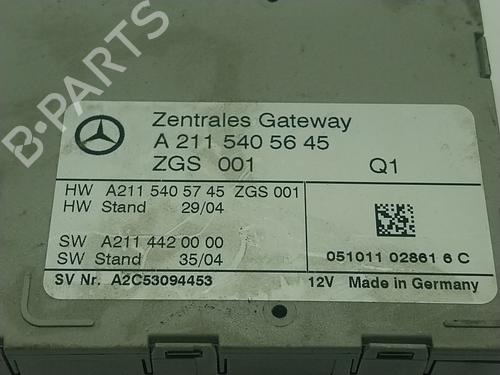 B-PARTS
Zentrales Gateway
A 211 540 56 45
ZGS 001 Q1
HW A211 540 57 45 ZGS 001
HW Stand 29/04
SW A211 442 00 00
SW Stand 35/04
051011 02861 6 C
SV Nr. A2C53094453 12V Made in Germany